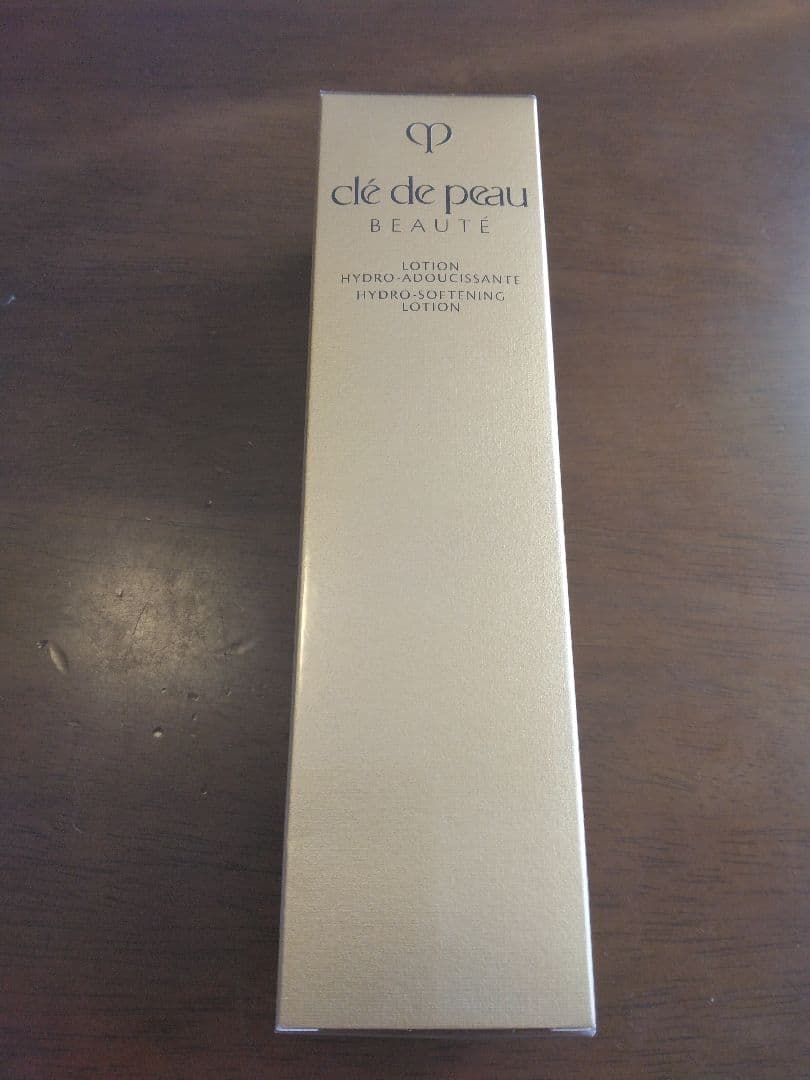 clé de peau
BEAUTÉ
LOTION
HYDRO-ADOUCISSANTE
HYDRO-SOFTENING
LOTION